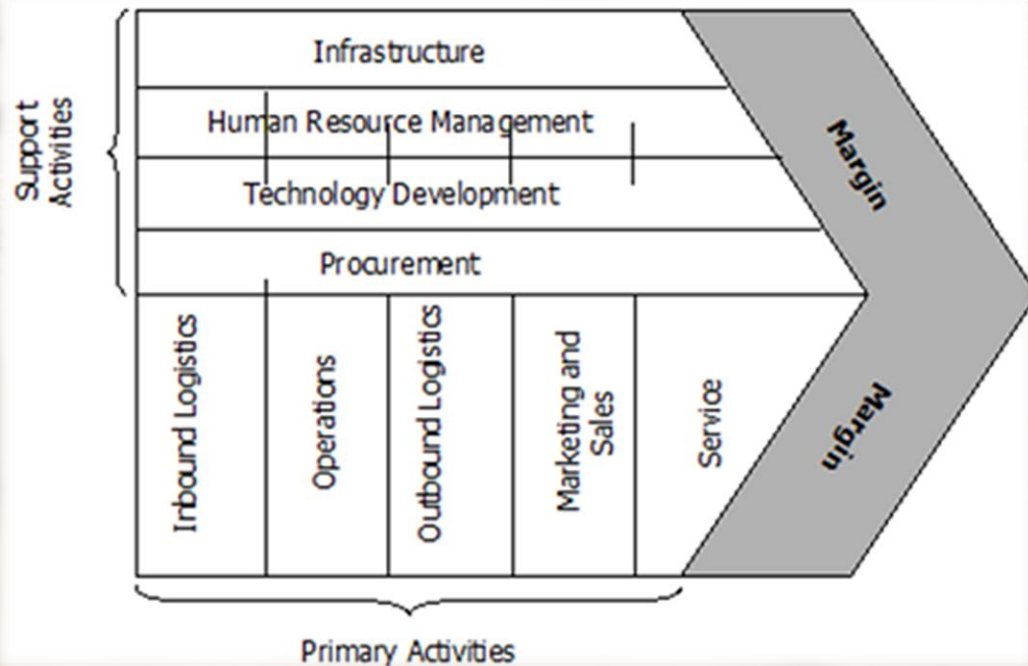 Support
Activities
Infrastructure
Human Resource Management
Technology Development
Procurement
Inbound Logistics
Operations
Outbound Logistics
Marketing and
Sales
Service
Margin
Margin
Primary Activities